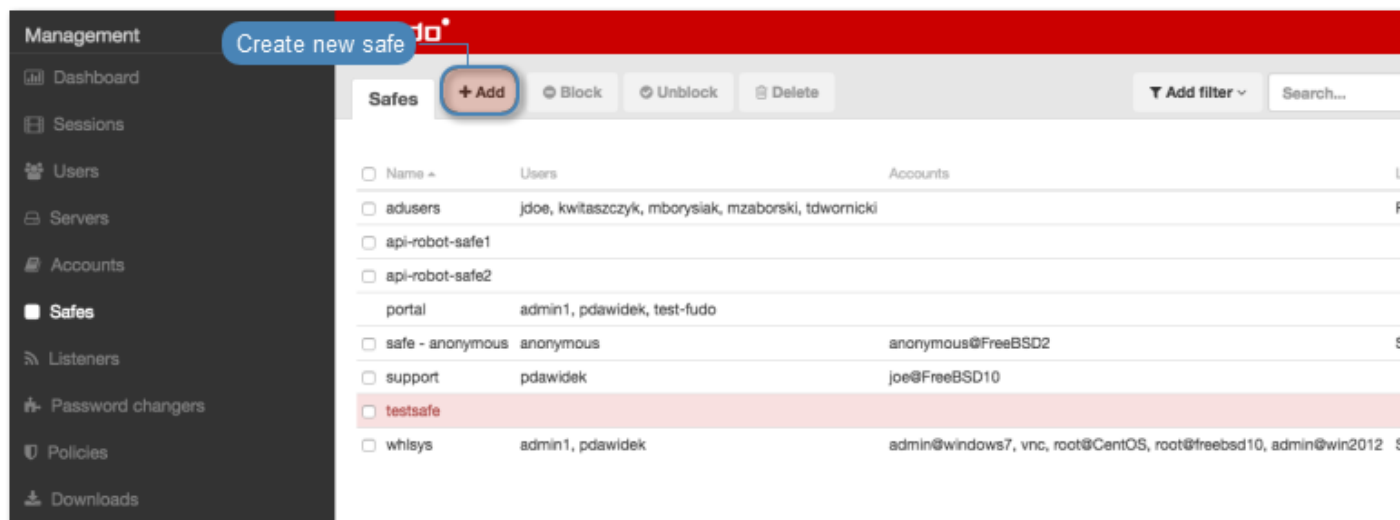 Management
Create new safe
Dashboard
Sessions
Users
Servers
Accounts
Safes
Listeners
Password changers
Policies
Downloads
Safes + Add Block Unblock Delete Add filter Search...
Name Users Accounts
adusers jdoe, kwitaszczyk, mborysiak, mzaborski, tdwornicki
api-robot-safe1
api-robot-safe2
portal admin1, pdawidek, test-fudo
safe - anonymous anonymous anonymous@FreeBSD2
support pdawidek joe@FreeBSD10
testsafe
whlsys admin1, pdawidek admin@windows7, vnc, root@CentOS, root@freebsd10, admin@win2012